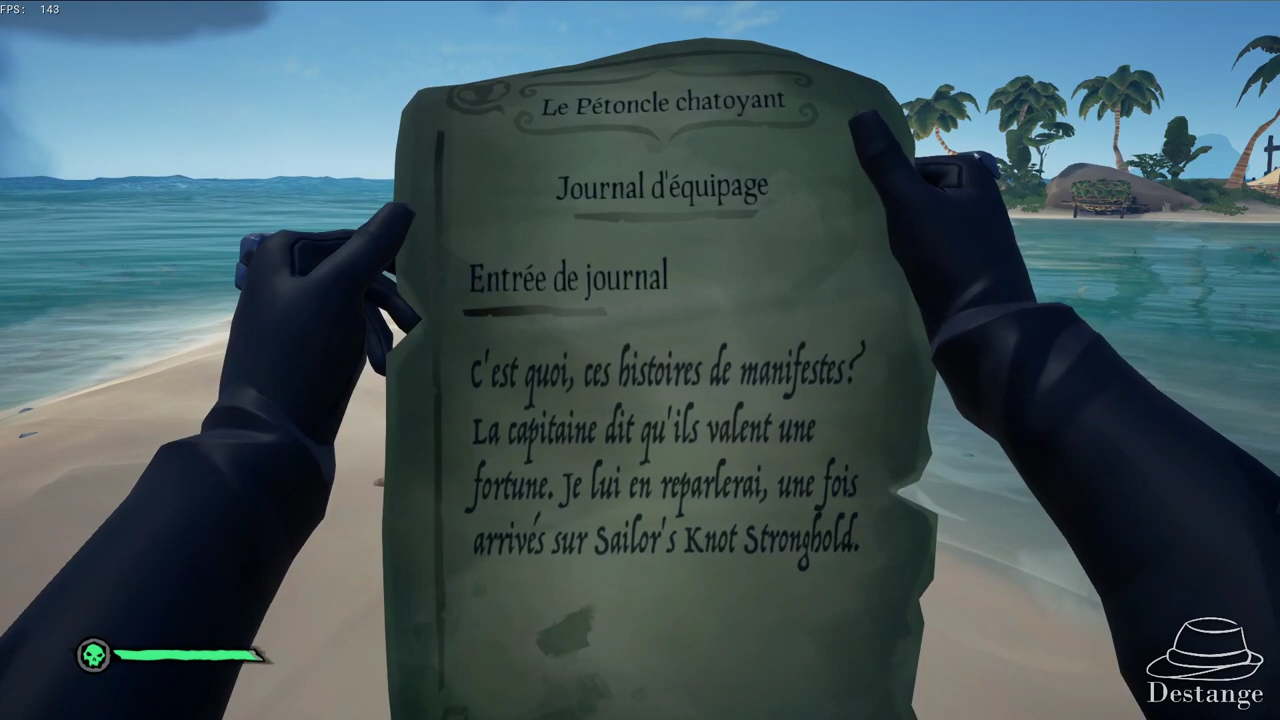 FPS: 143
Le Pétoncle chatoyant
Journal d'équipage
Entrée de journal
C'est quoi, ces histoires de manifestes?
La capitaine dit qu'ils valent une
fortune. Je lui en reparlerai, une fois
arrivés sur Sailor's Knot Stronghold.
Destange